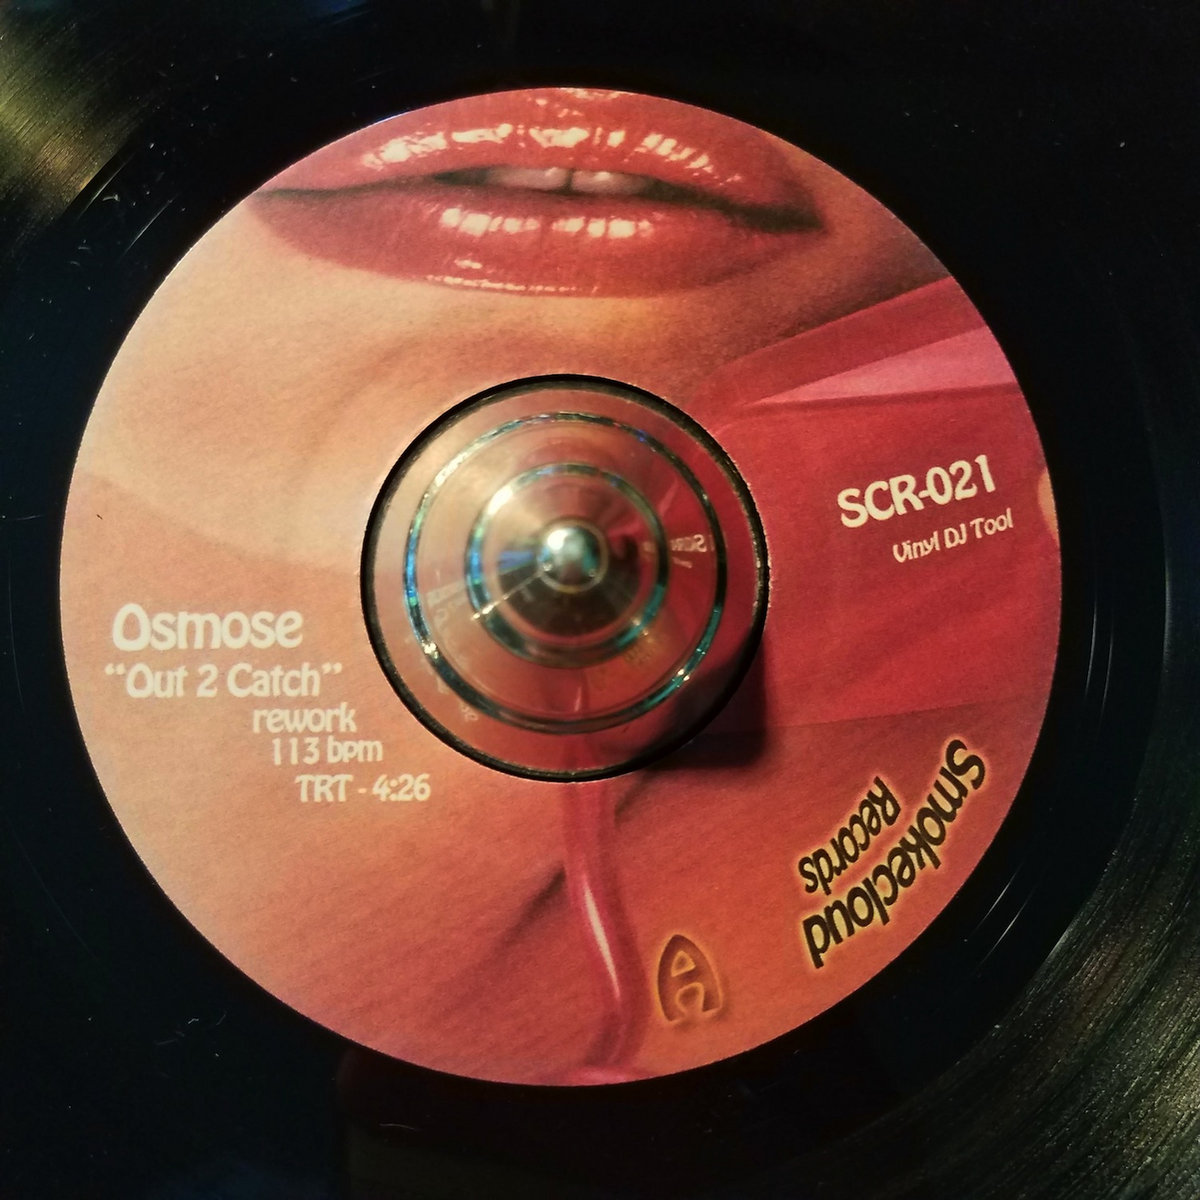 SCR-021
Vinyl DJ Tool
Osmose
“Out 2 Catch”
rework
113 bpm
TRT - 4:26
Smokecloud
Records
A